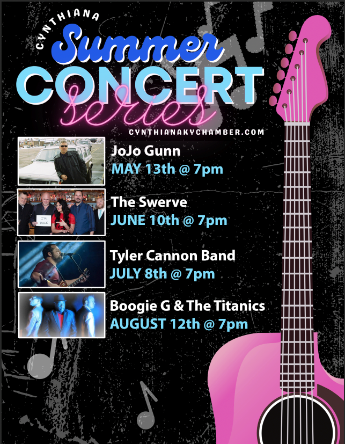 CYNTHIANA
Summer
CONCERT
series
CYNTHIANAKYCHAMBER.COM
JoJo Gunn
MAY 13th @ 7pm
The Swerve
JUNE 10th @ 7pm
Tyler Cannon Band
JULY 8th @ 7pm
Boogie G & The Titanics
AUGUST 12th @ 7pm